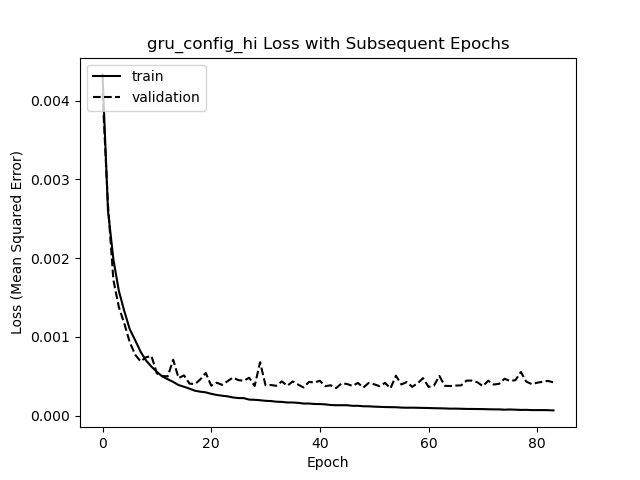 gru_config_hi Loss with Subsequent Epochs
train
validation
Loss (Mean Squared Error)
0.004
0.003
0.002
0.001
0.000
0 20 40 60 80
Epoch